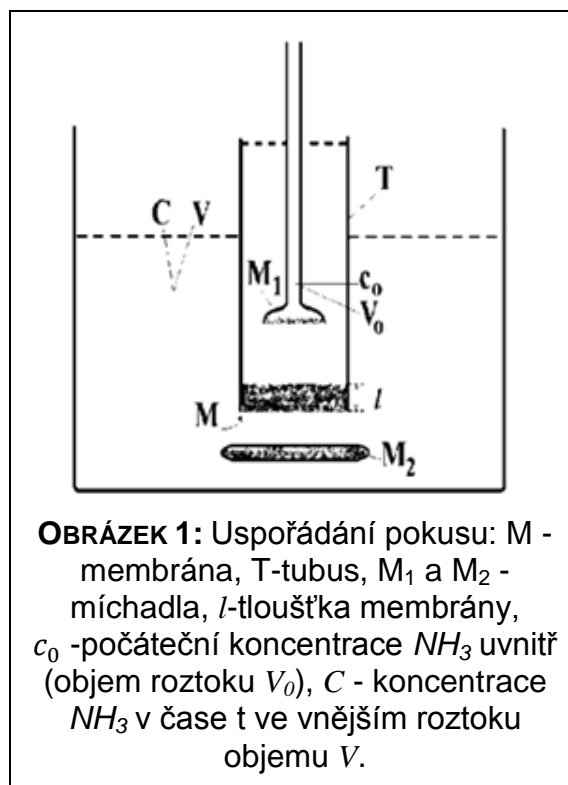 T
C V
M₁
c₀
V₀
M
l
M₂
OBRÁZEK 1: Uspořádání pokusu: M -
membrána, T-tubus, M₁ a M₂ -
míchadla, l-tloušťka membrány,
c₀ -počáteční koncentrace NH₃ uvnitř
(objem roztoku V₀), C - koncentrace
NH₃ v čase t ve vnějším roztoku
objemu V.